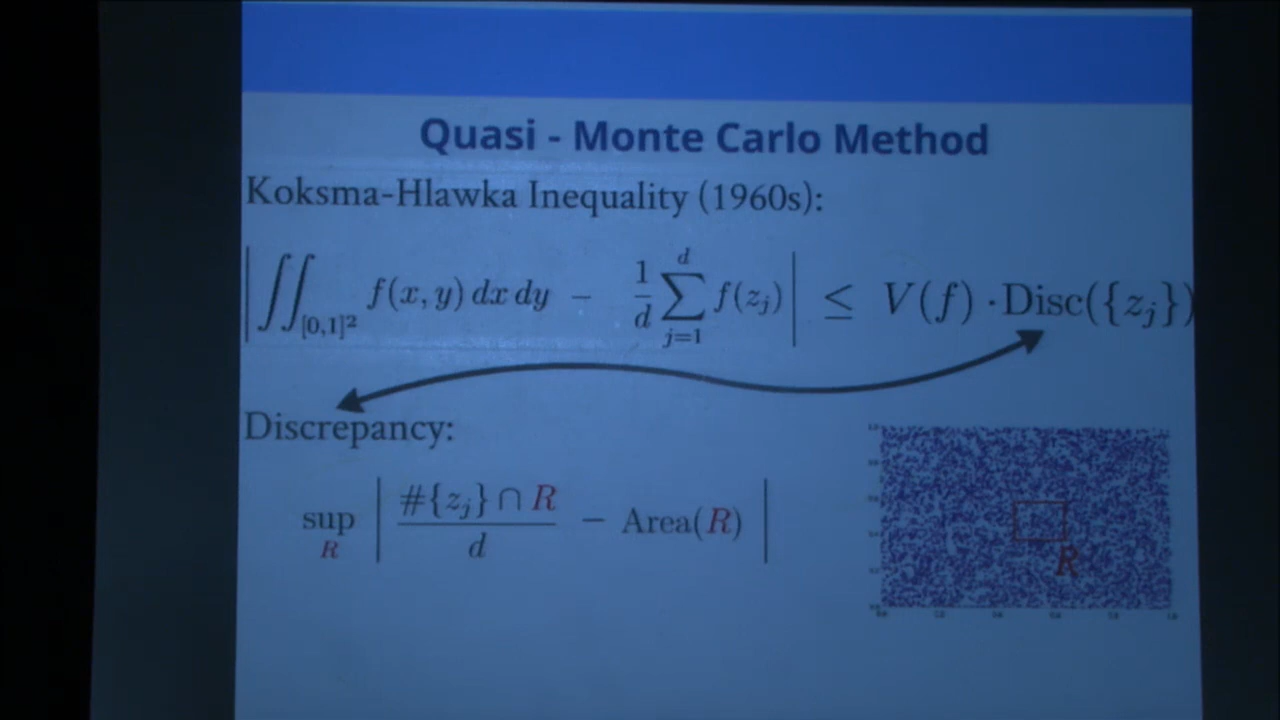 Quasi - Monte Carlo Method
Koksma-Hlawka Inequality (1960s):
| ∬_{[0,1]²} f(x, y) dx dy − 1/d ∑_{j=1}^{d} f(z_j) | ≤ V(f) · Disc({z_j})
Discrepancy:
sup_R | #{z_j} ∩ R / d − Area(R) |
R